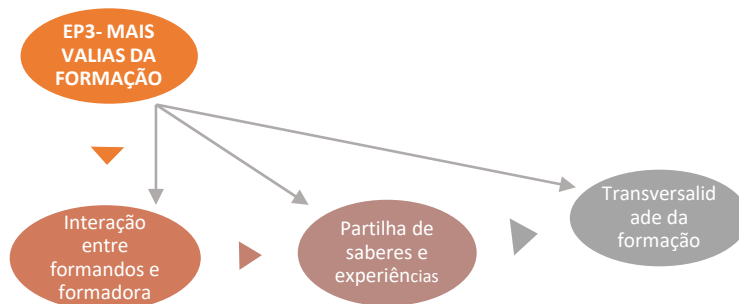 EP3- MAIS
VALIAS DA
FORMAÇÃO
Interação
entre
formandos e
formadora
Partilha de
saberes e
experiências
Transversalid
ade da
formação